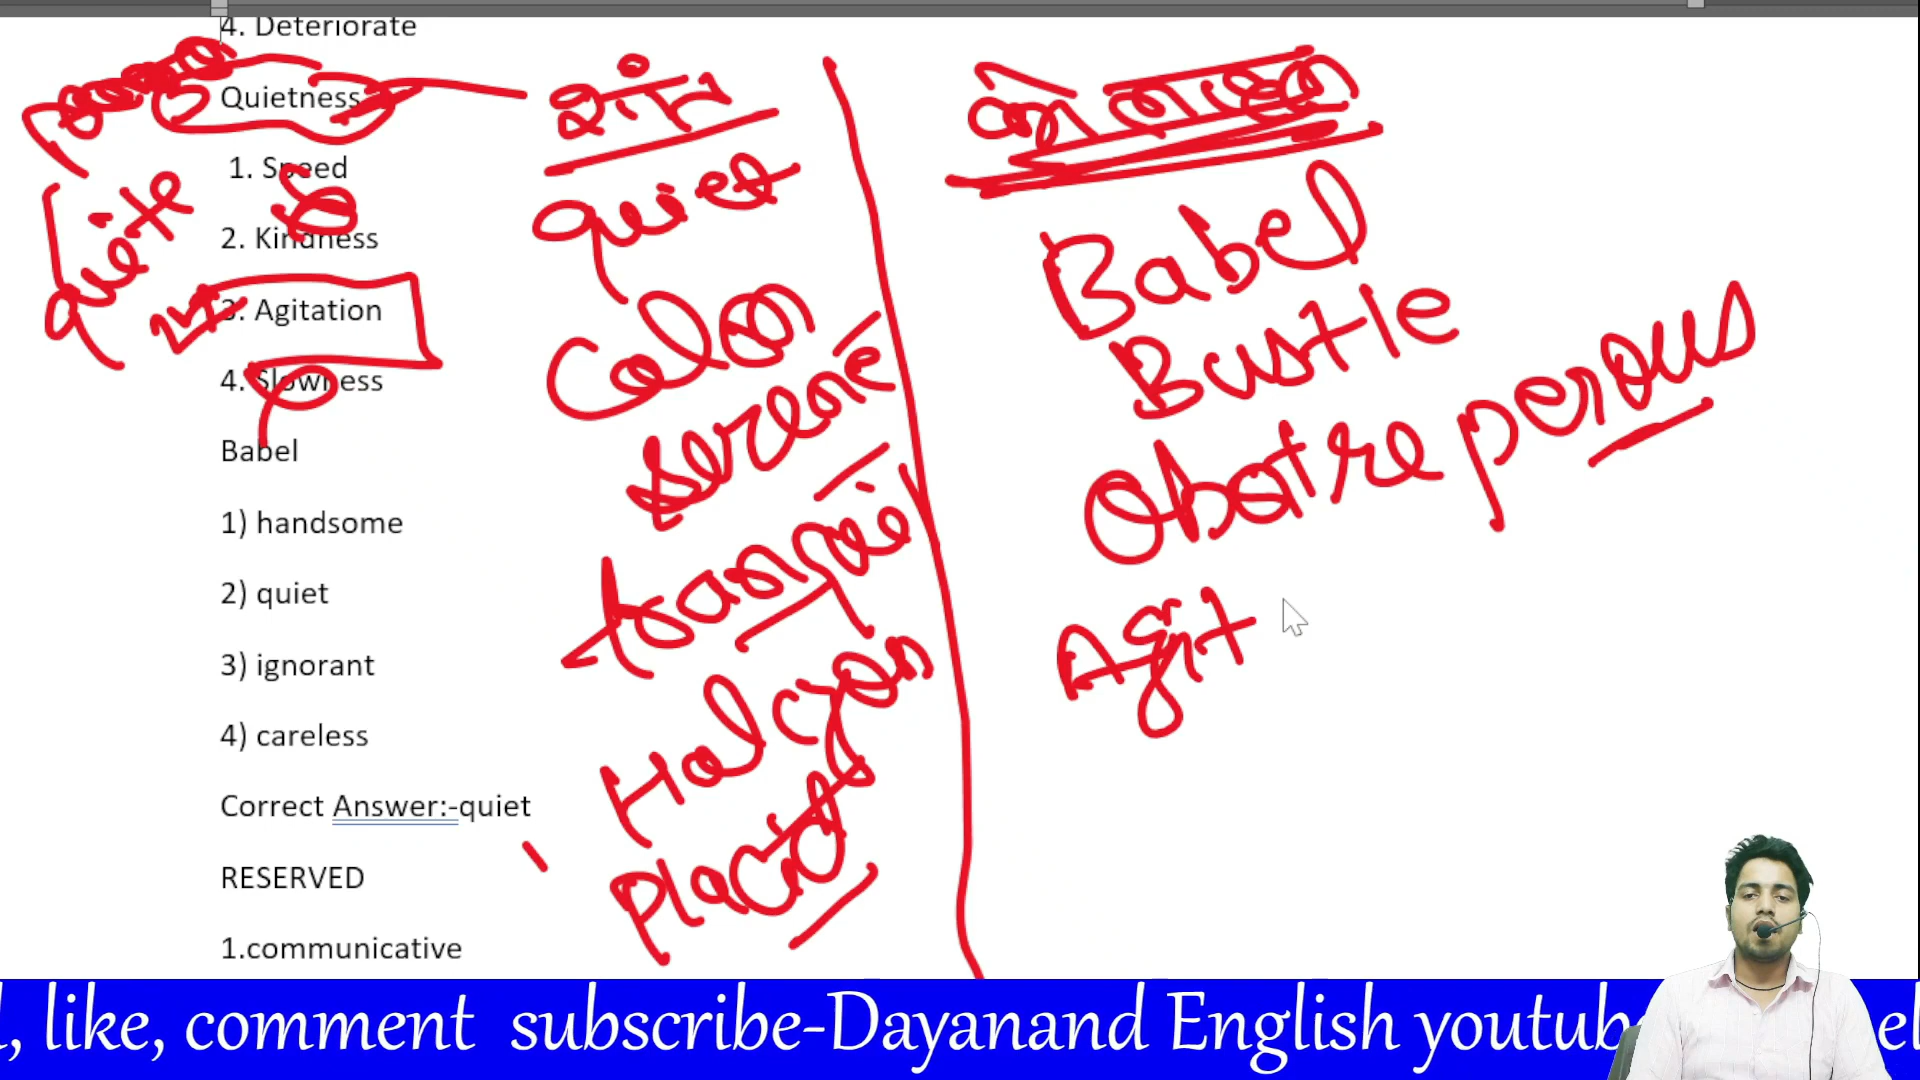 4. Deteriorate
Quietness
1. Speed
2. Kindness
3. Agitation
4. Slowness
Babel
1) handsome
2) quiet
3) ignorant
4) careless
Correct Answer:-quiet
RESERVED
1.communicative
quite
शांत
quiet
Calm
serene
Halcyon
placid
Babel
Bustle
Obstreperous
Agit
, like, comment subscribe-Dayanand English youtub